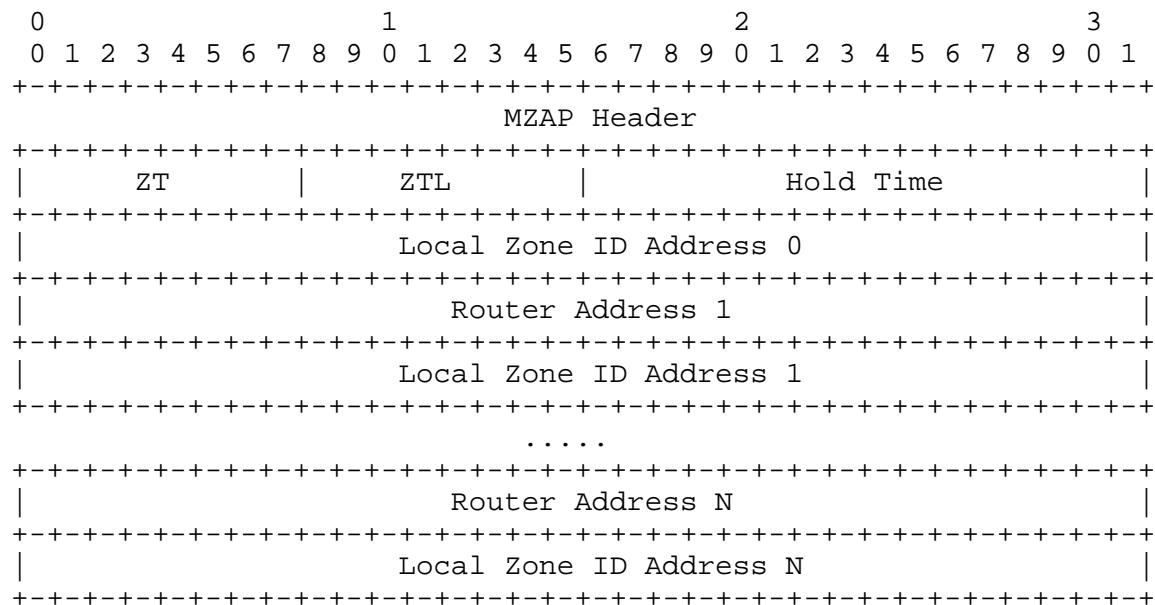 0                   1                   2                   3
 0 1 2 3 4 5 6 7 8 9 0 1 2 3 4 5 6 7 8 9 0 1 2 3 4 5 6 7 8 9 0 1
+-+-+-+-+-+-+-+-+-+-+-+-+-+-+-+-+-+-+-+-+-+-+-+-+-+-+-+-+-+-+-+-+
                           MZAP Header
+-+-+-+-+-+-+-+-+-+-+-+-+-+-+-+-+-+-+-+-+-+-+-+-+-+-+-+-+-+-+-+-+
|      ZT       |     ZTL       |           Hold Time           |
+-+-+-+-+-+-+-+-+-+-+-+-+-+-+-+-+-+-+-+-+-+-+-+-+-+-+-+-+-+-+-+-+
|                     Local Zone ID Address 0                   |
+-+-+-+-+-+-+-+-+-+-+-+-+-+-+-+-+-+-+-+-+-+-+-+-+-+-+-+-+-+-+-+-+
|                        Router Address 1                       |
+-+-+-+-+-+-+-+-+-+-+-+-+-+-+-+-+-+-+-+-+-+-+-+-+-+-+-+-+-+-+-+-+
|                     Local Zone ID Address 1                   |
+-+-+-+-+-+-+-+-+-+-+-+-+-+-+-+-+-+-+-+-+-+-+-+-+-+-+-+-+-+-+-+-+
                             .....
+-+-+-+-+-+-+-+-+-+-+-+-+-+-+-+-+-+-+-+-+-+-+-+-+-+-+-+-+-+-+-+-+
|                        Router Address N                       |
+-+-+-+-+-+-+-+-+-+-+-+-+-+-+-+-+-+-+-+-+-+-+-+-+-+-+-+-+-+-+-+-+
|                     Local Zone ID Address N                   |
+-+-+-+-+-+-+-+-+-+-+-+-+-+-+-+-+-+-+-+-+-+-+-+-+-+-+-+-+-+-+-+-+